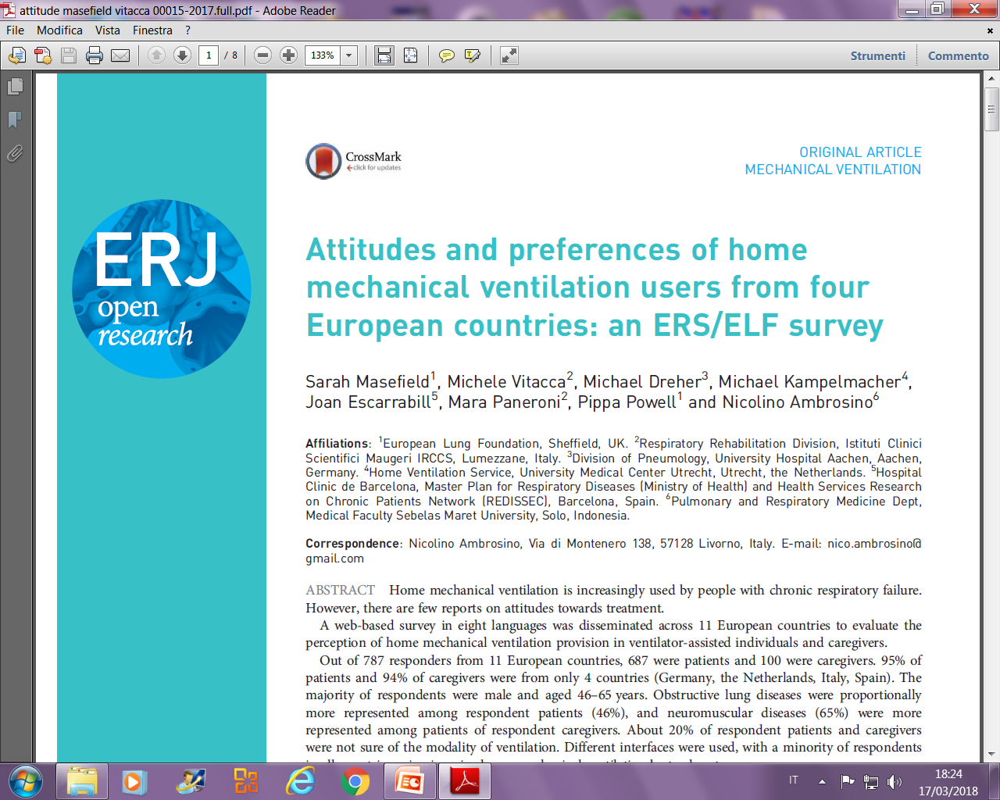 attitude masefield vitacca 00015-2017.full.pdf - Adobe Reader
File Modifica Vista Finestra ?
1 / 8 133% Strumenti Commento
CrossMark
click for updates
ORIGINAL ARTICLE
MECHANICAL VENTILATION
ERJ
open
research
Attitudes and preferences of home
mechanical ventilation users from four
European countries: an ERS/ELF survey
Sarah Masefield1, Michele Vitacca2, Michael Dreher3, Michael Kampelmacher4,
Joan Escarrabill5, Mara Paneroni2, Pippa Powell1 and Nicolino Ambrosino6
Affiliations: 1European Lung Foundation, Sheffield, UK. 2Respiratory Rehabilitation Division, Istituti Clinici
Scientifici Maugeri IRCCS, Lumezzane, Italy. 3Division of Pneumology, University Hospital Aachen, Aachen,
Germany. 4Home Ventilation Service, University Medical Center Utrecht, Utrecht, the Netherlands. 5Hospital
Clinic de Barcelona, Master Plan for Respiratory Diseases (Ministry of Health) and Health Services Research
on Chronic Patients Network (REDISSEC), Barcelona, Spain. 6Pulmonary and Respiratory Medicine Dept,
Medical Faculty Sebelas Maret University, Solo, Indonesia.
Correspondence: Nicolino Ambrosino, Via di Montenero 138, 57128 Livorno, Italy. E-mail: nico.ambrosino@
gmail.com
ABSTRACT Home mechanical ventilation is increasingly used by people with chronic respiratory failure.
However, there are few reports on attitudes towards treatment.
A web-based survey in eight languages was disseminated across 11 European countries to evaluate the
perception of home mechanical ventilation provision in ventilator-assisted individuals and caregivers.
Out of 787 responders from 11 European countries, 687 were patients and 100 were caregivers. 95% of
patients and 94% of caregivers were from only 4 countries (Germany, the Netherlands, Italy, Spain). The
majority of respondents were male and aged 46–65 years. Obstructive lung diseases were proportionally
more represented among respondent patients (46%), and neuromuscular diseases (65%) were more
represented among patients of respondent caregivers. About 20% of respondent patients and caregivers
were not sure of the modality of ventilation. Different interfaces were used, with a minority of respondents
IT
18:24
17/03/2018